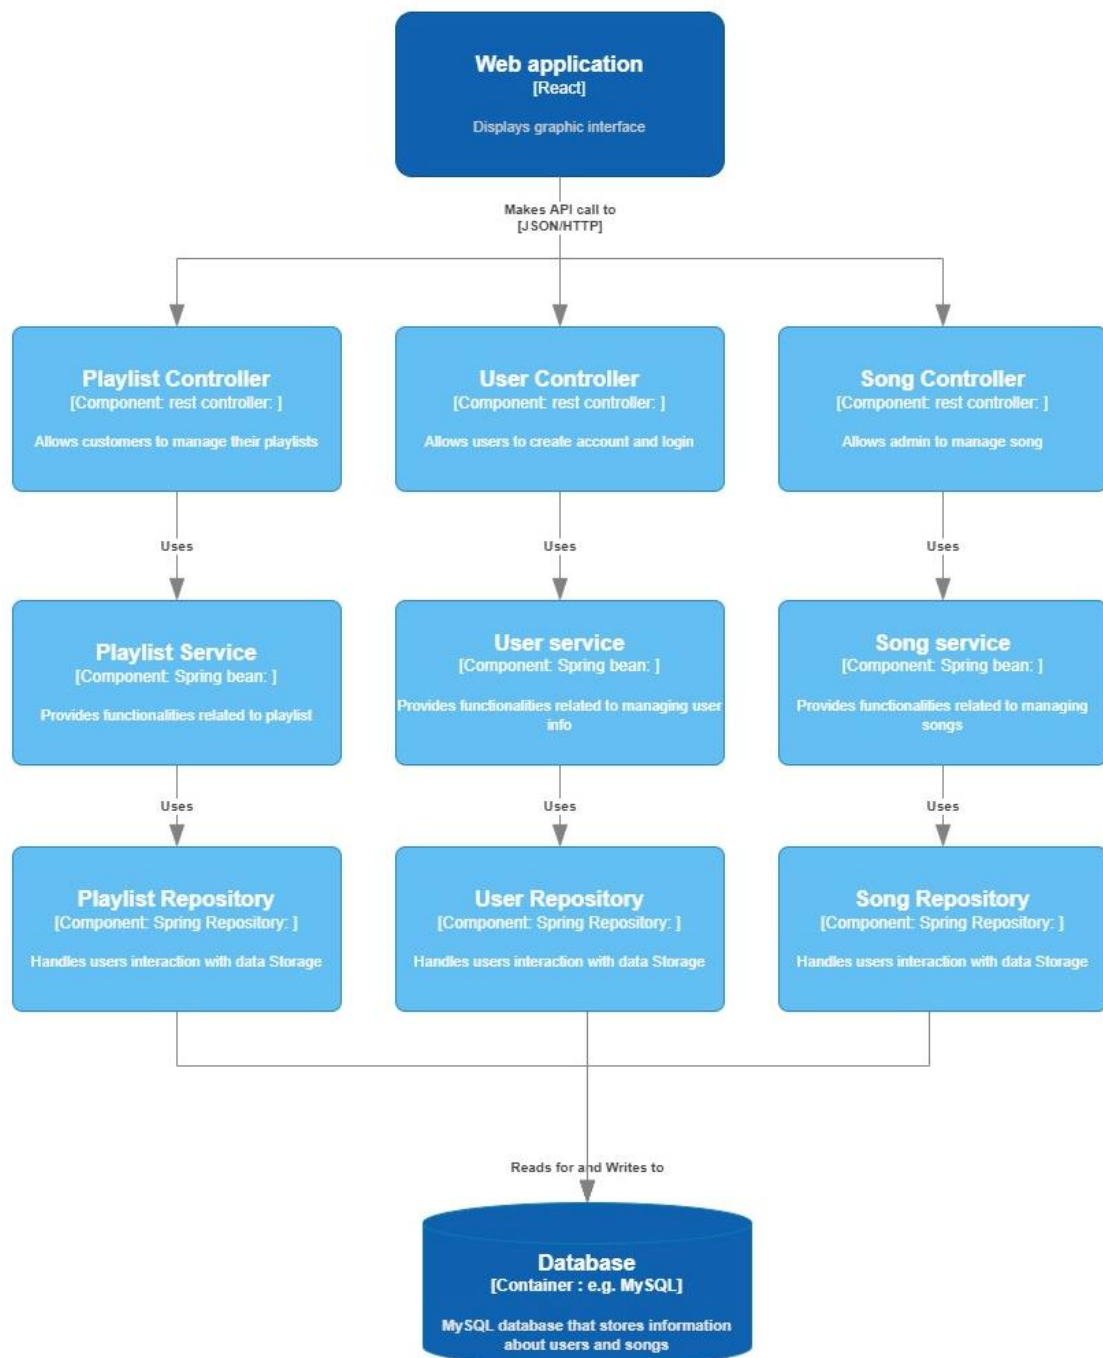 Web application
[React]
Displays graphic interface
Makes API call to
[JSON/HTTP]
Playlist Controller
[Component: rest controller: ]
Allows customers to manage their playlists
User Controller
[Component: rest controller: ]
Allows users to create account and login
Song Controller
[Component: rest controller: ]
Allows admin to manage song
Uses
Uses
Uses
Playlist Service
[Component: Spring bean: ]
Provides functionalities related to playlist
User service
[Component: Spring bean: ]
Provides functionalities related to managing user
info
Song service
[Component: Spring bean: ]
Provides functionalities related to managing
songs
Uses
Uses
Uses
Playlist Repository
[Component: Spring Repository: ]
Handles users interaction with data Storage
User Repository
[Component: Spring Repository: ]
Handles users interaction with data Storage
Song Repository
[Component: Spring Repository: ]
Handles users interaction with data Storage
Reads for and Writes to
Database
[Container : e.g. MySQL]
MySQL database that stores information
about users and songs